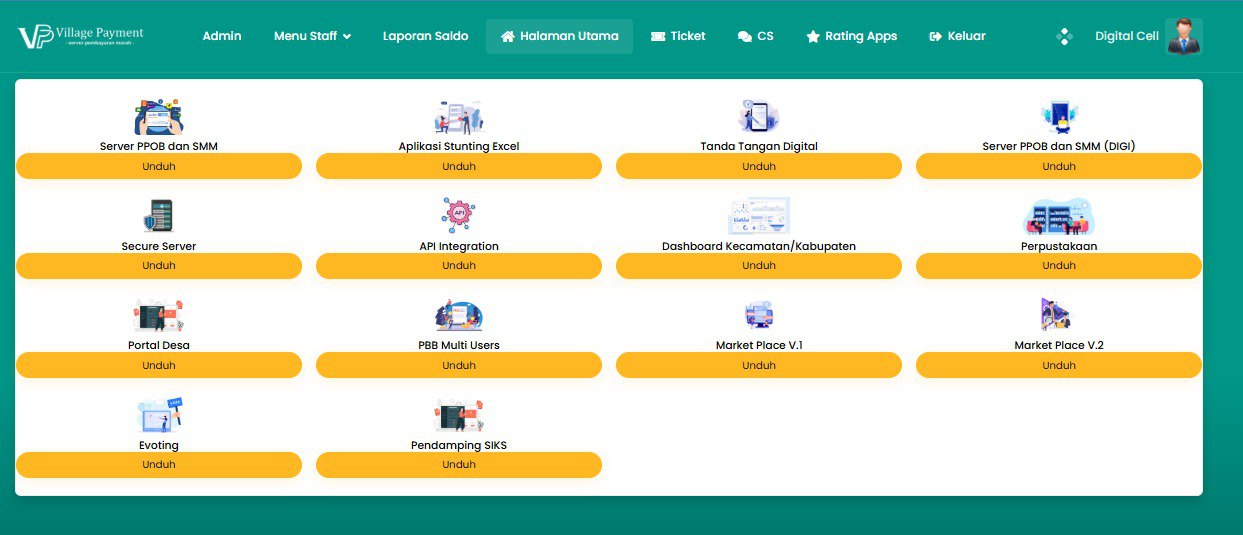 VP Village Payment
- server pembayaran murah -
Admin
Menu Staff
Laporan Saldo
Halaman Utama
Ticket
CS
Rating Apps
Keluar
Digital Cell
Server PPOB dan SMM
Unduh
Aplikasi Stunting Excel
Unduh
Tanda Tangan Digital
Unduh
Server PPOB dan SMM (DIGI)
Unduh
Secure Server
Unduh
API
API Integration
Unduh
Dashboard Kecamatan/Kabupaten
Unduh
Perpustakaan
Unduh
Portal Desa
Unduh
PBB Multi Users
Unduh
Market Place V.1
Unduh
Market Place V.2
Unduh
Evoting
Unduh
Pendamping SIKS
Unduh